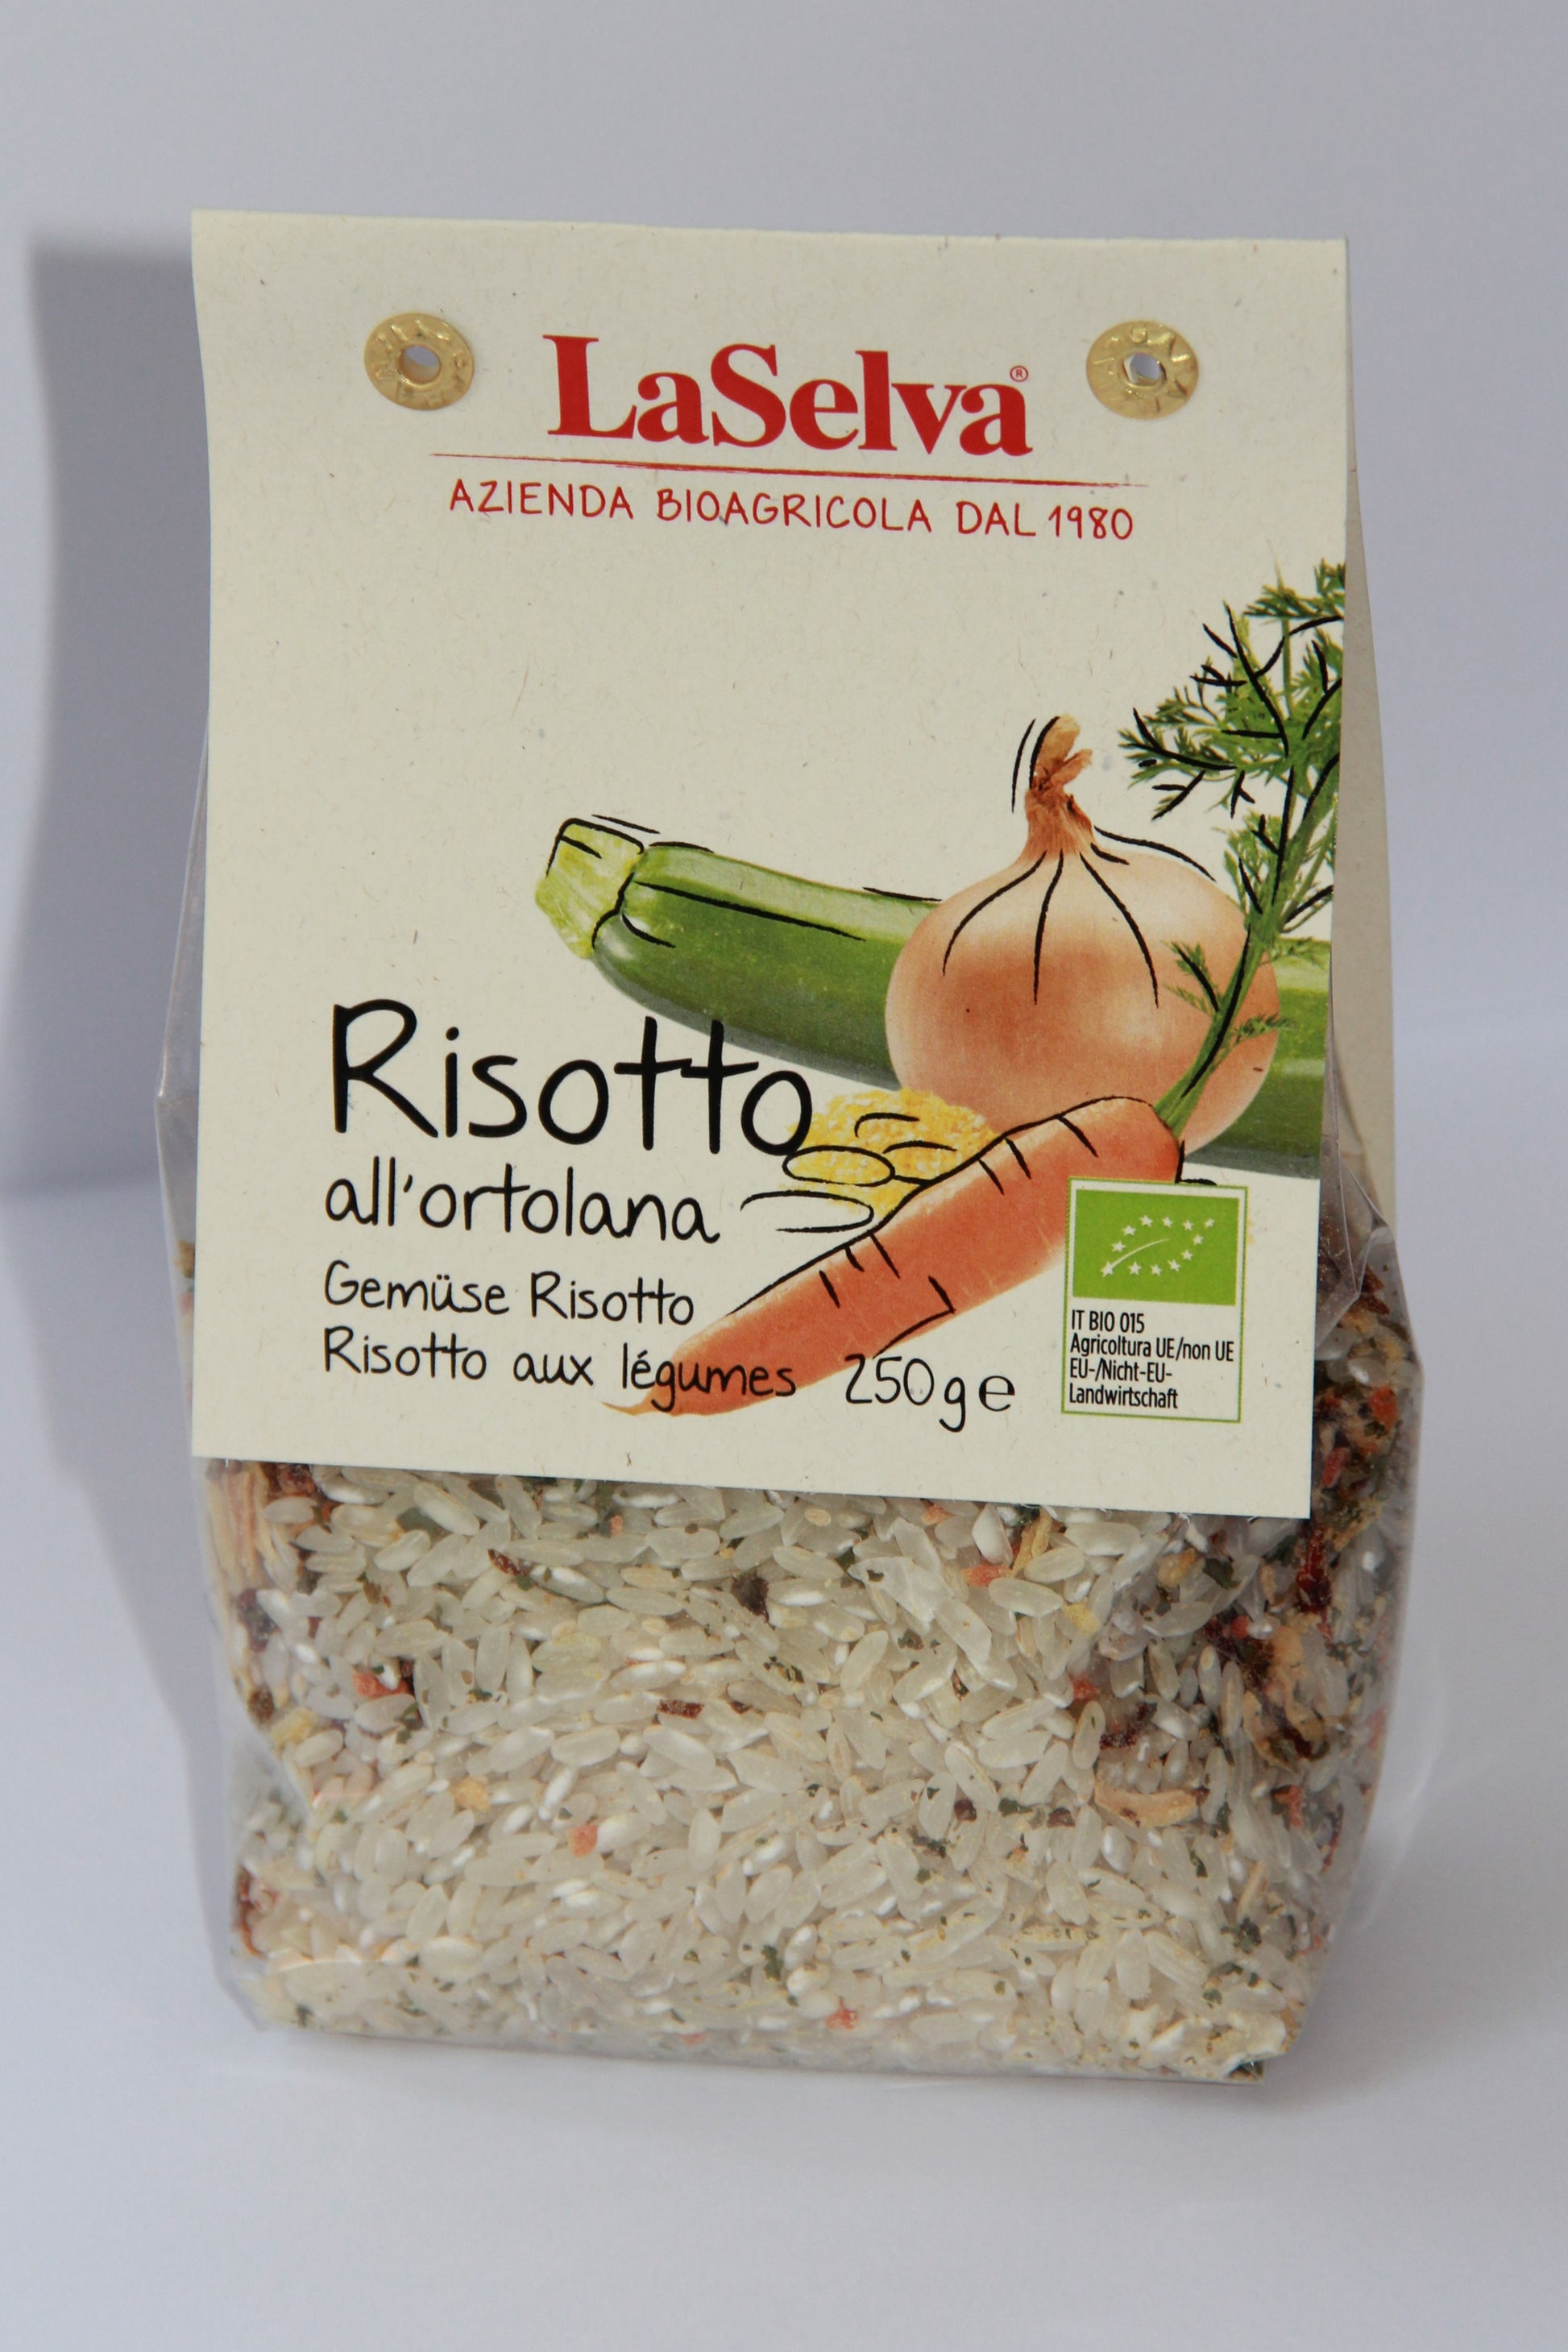 LaSelva®
AZIENDA BIOAGRICOLA DAL 1980
Risotto
all'ortolana
Gemüse Risotto
Risotto aux légumes 250g e
IT BIO 015
Agricoltura UE/non UE
EU-/Nicht-EU-
Landwirtschaft